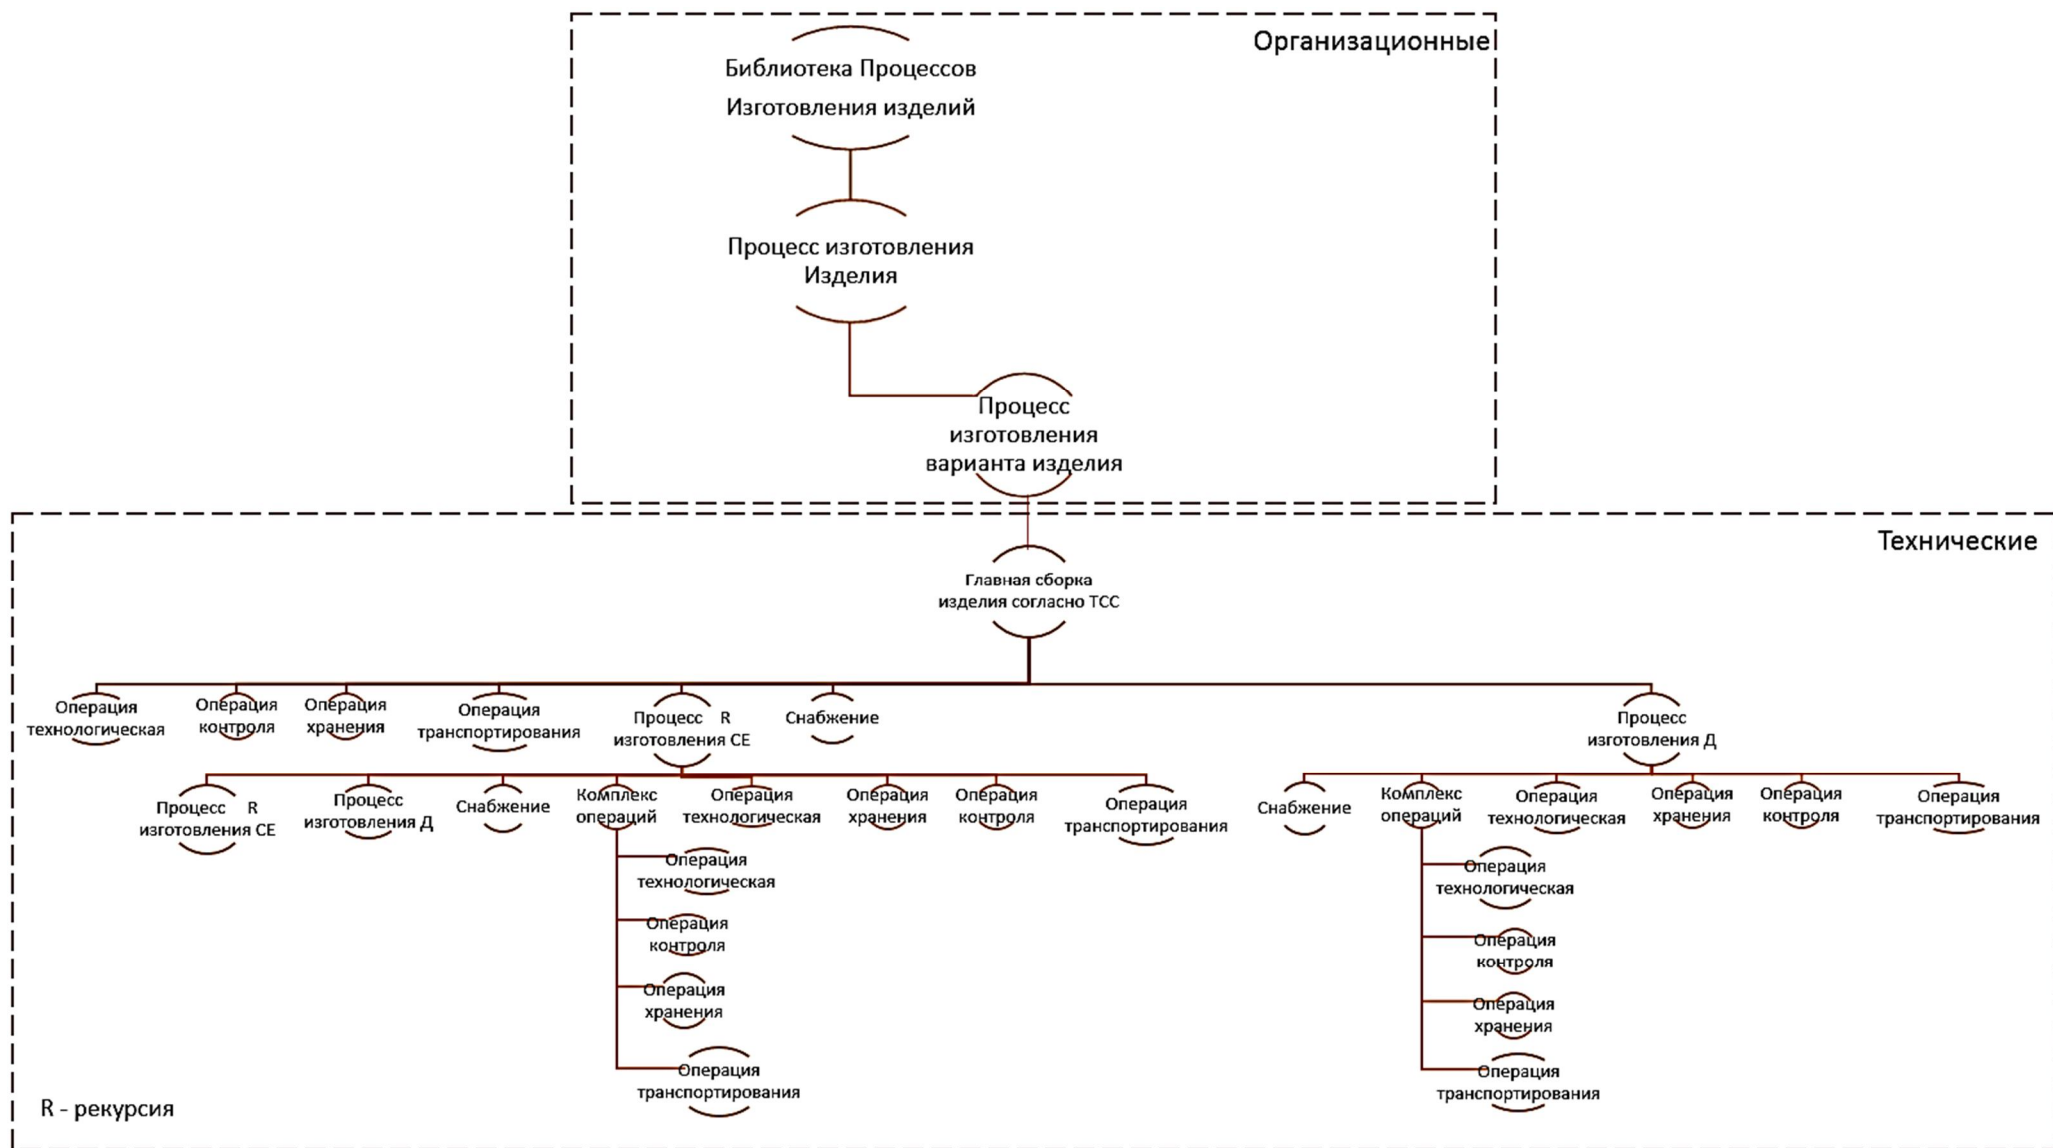 Организационные
Библиотека Процессов
Изготовления изделий
Процесс изготовления
Изделия
Процесс
изготовления
варианта изделия
Технические
Главная сборка
изделия согласно ТСС
Операция
технологическая
Операция
контроля
Операция
хранения
Операция
транспортирования
Процесс R
изготовления СЕ
Снабжение
Процесс
изготовления Д
Процесс R
изготовления СЕ
Процесс
изготовления Д
Снабжение
Комплекс
операций
Операция
технологическая
Операция
хранения
Операция
контроля
Операция
транспортирования
Снабжение
Комплекс
операций
Операция
технологическая
Операция
хранения
Операция
контроля
Операция
транспортирования
Операция
технологическая
Операция
контроля
Операция
хранения
Операция
транспортирования
Операция
технологическая
Операция
контроля
Операция
хранения
Операция
транспортирования
R - рекурсия